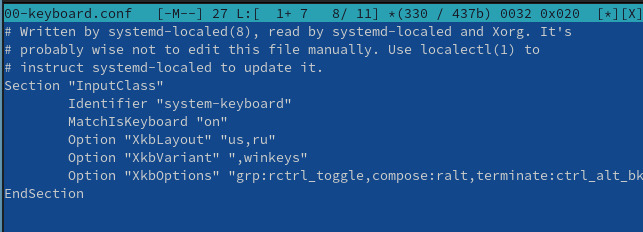 00-keyboard.conf [-M--] 27 L:[ 1+ 7 8/ 11] *(330 / 437b) 0032 0x020 [*][X]
# Written by systemd-localed(8), read by systemd-localed and Xorg. It's
# probably wise not to edit this file manually. Use localectl(1) to
# instruct systemd-localed to update it.
Section "InputClass"
        Identifier "system-keyboard"
        MatchIsKeyboard "on"
        Option "XkbLayout" "us,ru"
        Option "XkbVariant" ",winkeys"
        Option "XkbOptions" "grp:rctrl_toggle,compose:ralt,terminate:ctrl_alt_bk
EndSection